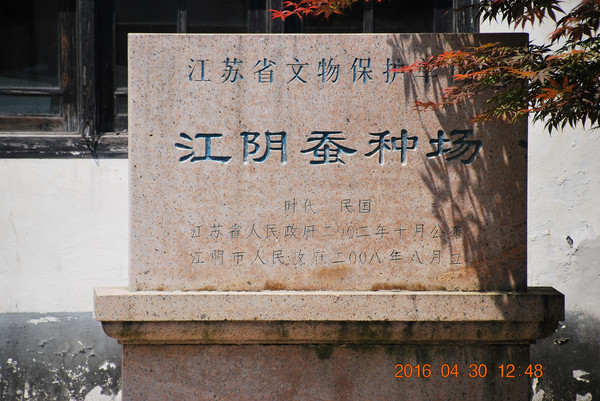 江苏省文物保护单
江阴蚕种场
时代 民国
江苏省人民政府二〇〇二年十月公布
江阴市人民政府二〇〇八年八月立
2016 04 30 12:48